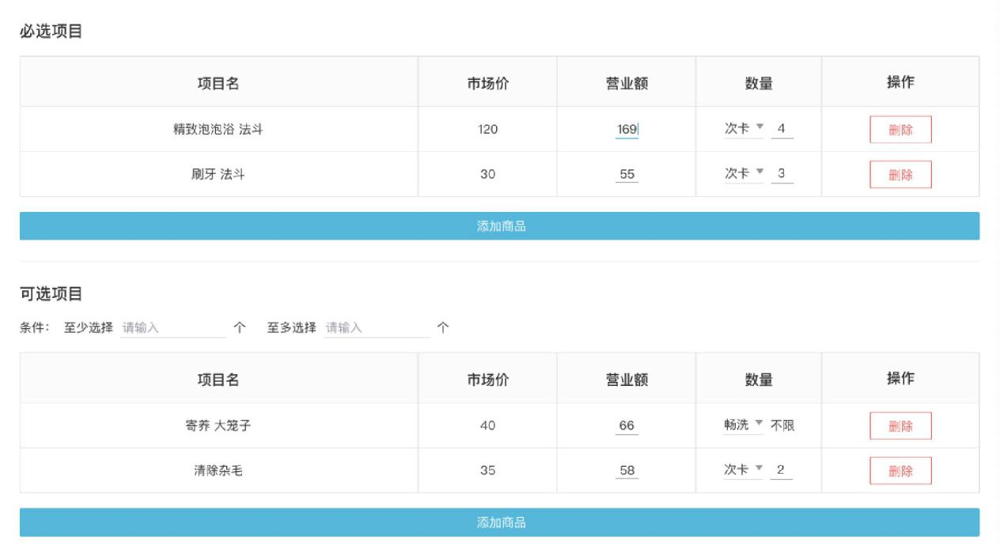 必选项目
项目名 市场价 营业额 数量 操作
精致泡泡浴 法斗 120 169 次卡 4 删除
刷牙 法斗 30 55 次卡 3 删除
添加商品
可选项目
条件： 至少选择 请输入 个 至多选择 请输入 个
项目名 市场价 营业额 数量 操作
寄养 大笼子 40 66 畅洗 不限 删除
清除杂毛 35 58 次卡 2 删除
添加商品